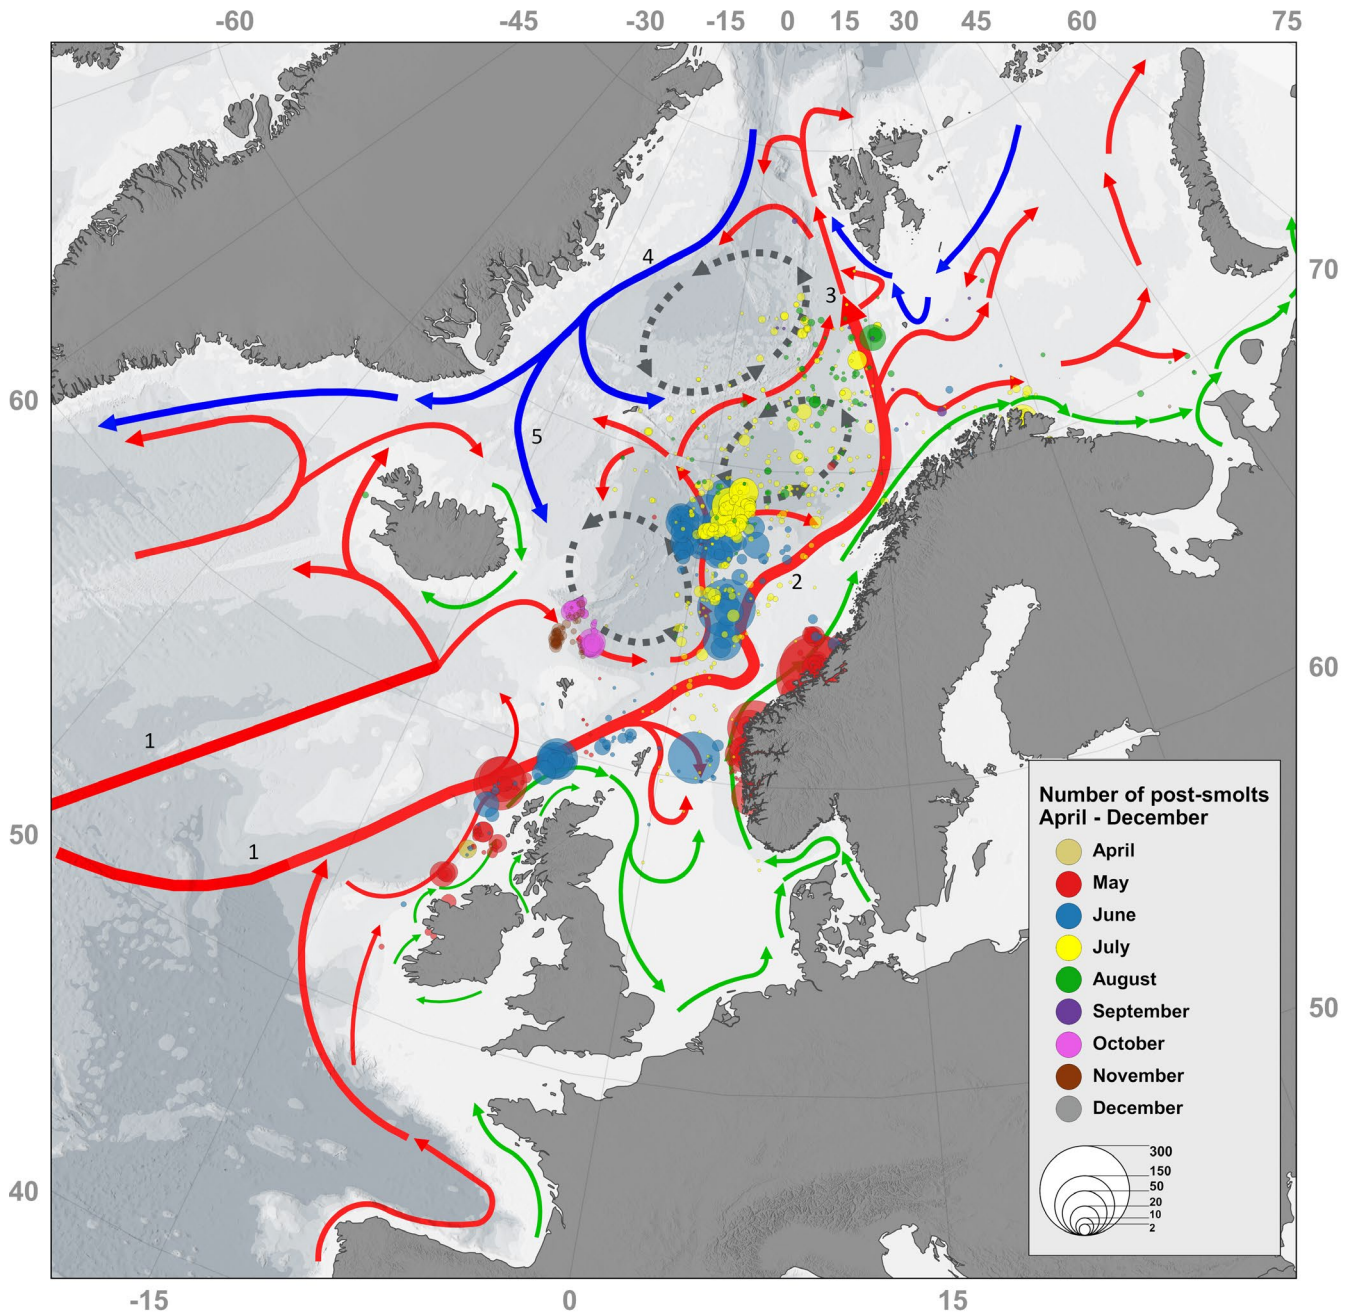 -60 -45 -30 -15 0 15 30 45 60 75
4
70
3
60
5
2
60
1
50
1
Number of post-smolts
April - December
April
May
June
July
August
September
October
November
December
50
300
150
50
20
10
2
40
-15 0 15